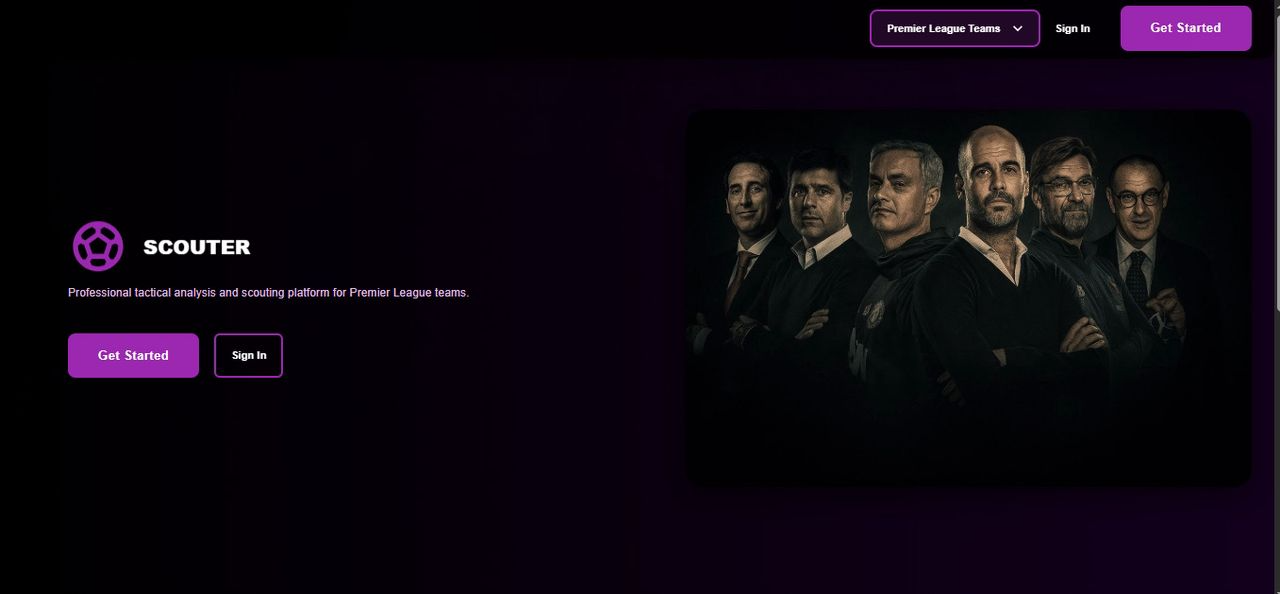 Premier League Teams
Sign In
Get Started
SCOUTER
Professional tactical analysis and scouting platform for Premier League teams.
Get Started
Sign In